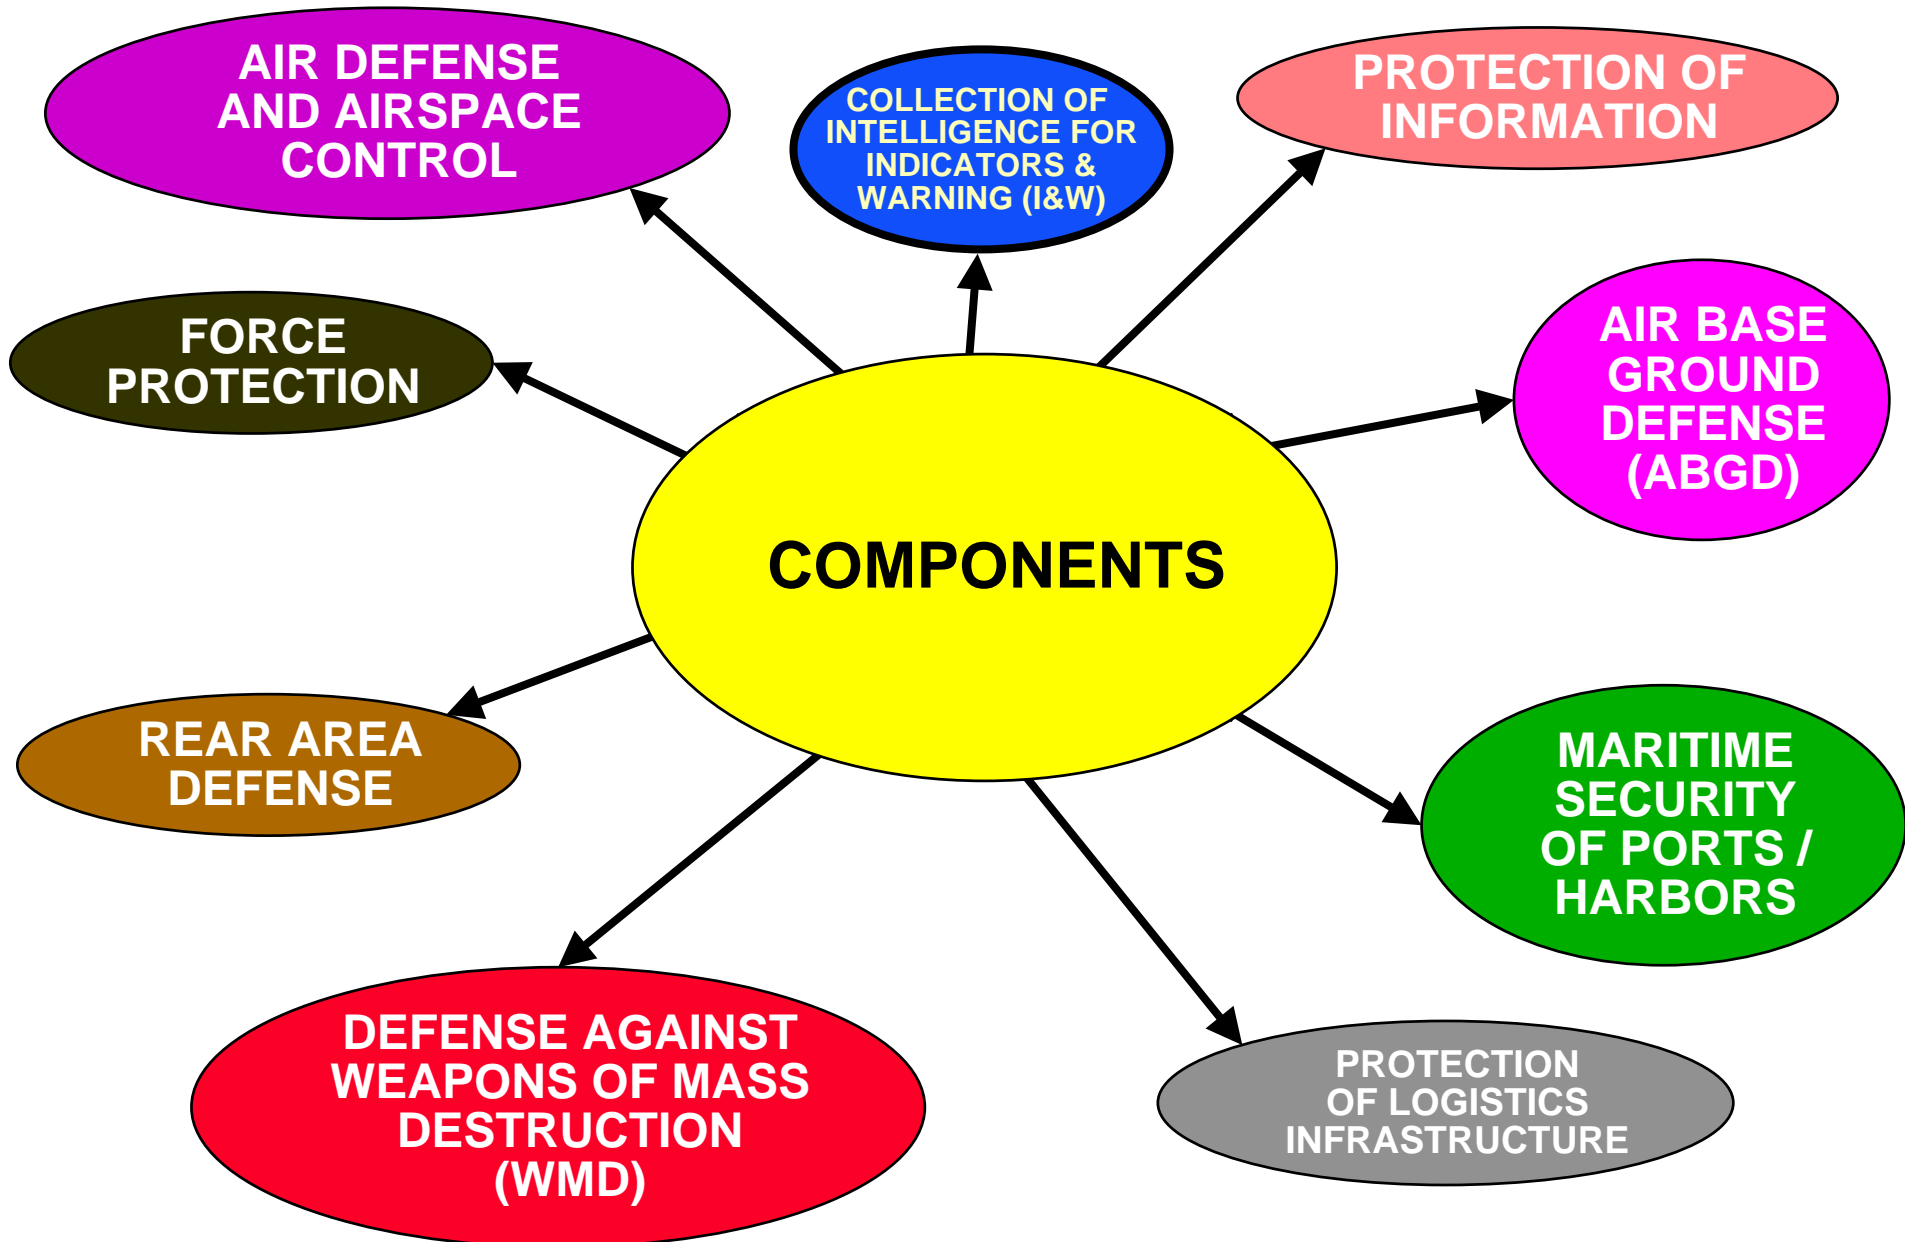 AIR DEFENSE
AND AIRSPACE
CONTROL
COLLECTION OF
INTELLIGENCE FOR
INDICATORS &
WARNING (I&W)
PROTECTION OF
INFORMATION
FORCE
PROTECTION
AIR BASE
GROUND
DEFENSE
(ABGD)
COMPONENTS
REAR AREA
DEFENSE
MARITIME
SECURITY
OF PORTS /
HARBORS
DEFENSE AGAINST
WEAPONS OF MASS
DESTRUCTION
(WMD)
PROTECTION
OF LOGISTICS
INFRASTRUCTURE